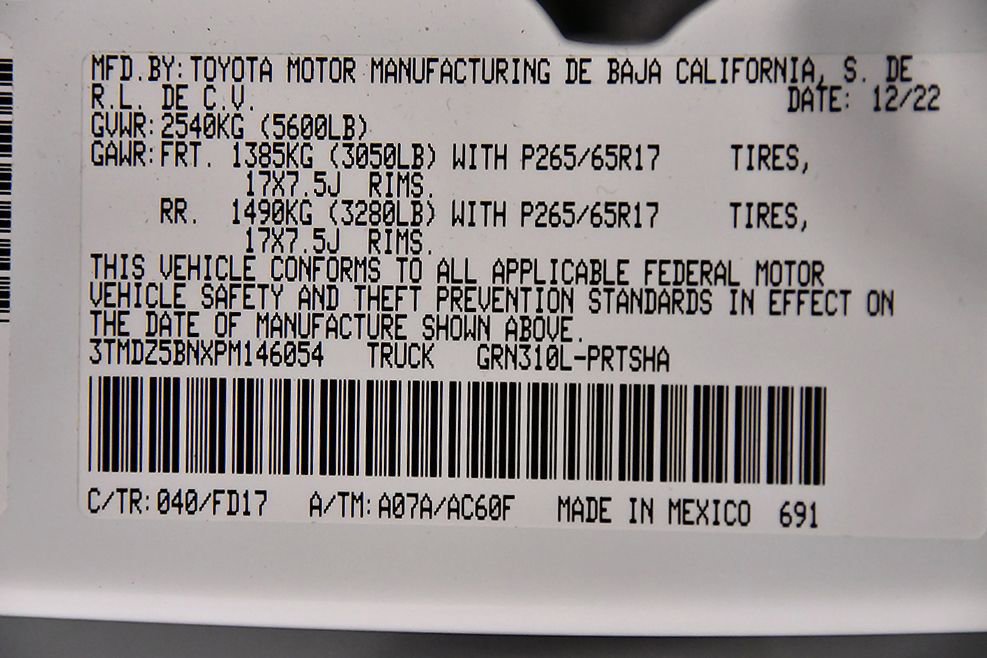 MFD.BY: TOYOTA MOTOR MANUFACTURING DE BAJA CALIFORNIA, S. DE
R.L. DE C.V. DATE: 12/22
GVWR: 2540KG (5600LB)
GAWR: FRT. 1385KG (3050LB) WITH P265/65R17 TIRES,
17X7.5J RIMS.
RR. 1490KG (3280LB) WITH P265/65R17 TIRES,
17X7.5J RIMS.
THIS VEHICLE CONFORMS TO ALL APPLICABLE FEDERAL MOTOR
VEHICLE SAFETY AND THEFT PREVENTION STANDARDS IN EFFECT ON
THE DATE OF MANUFACTURE SHOWN ABOVE.
3TMDZ5BNXPM146054 TRUCK GRN310L-PRTSHA
C/TR: 040/FD17 A/TM: A07A/AC60F MADE IN MEXICO 691